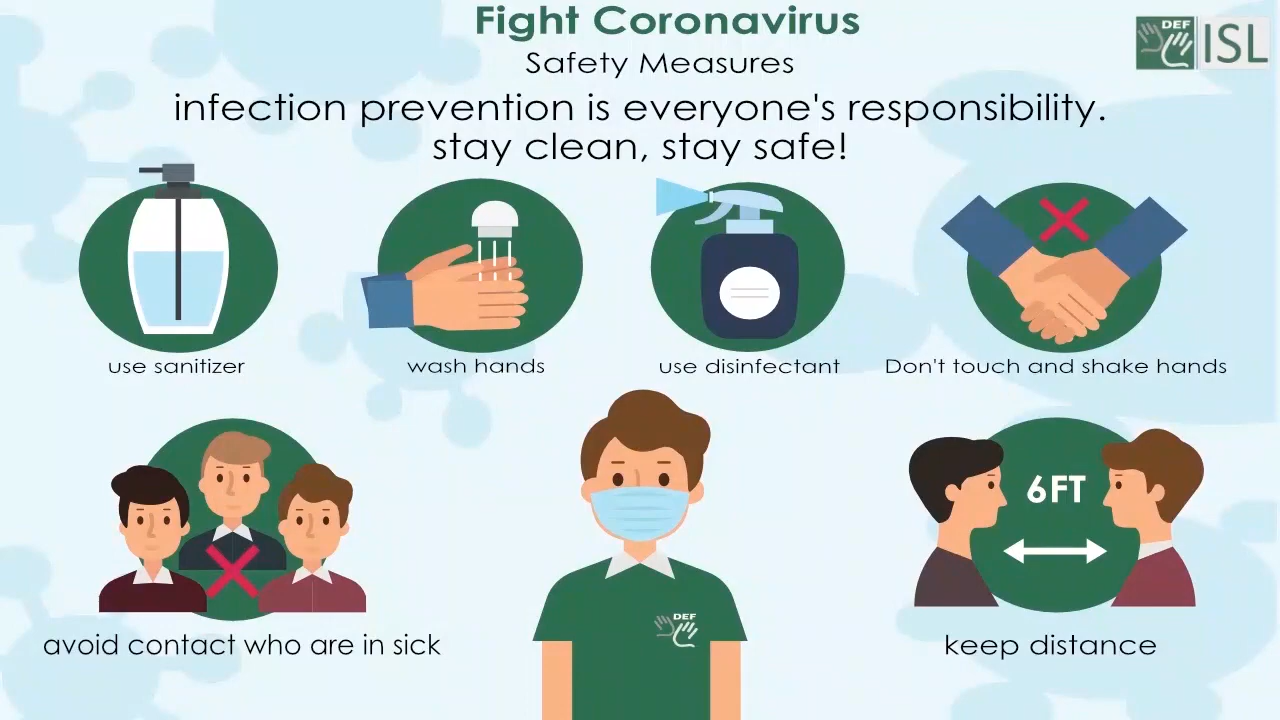 Fight Coronavirus
DEF
ISL
Safety Measures
infection prevention is everyone's responsibility.
stay clean, stay safe!
use sanitizer
wash hands
use disinfectant
Don't touch and shake hands
6FT
DEF
avoid contact who are in sick
keep distance